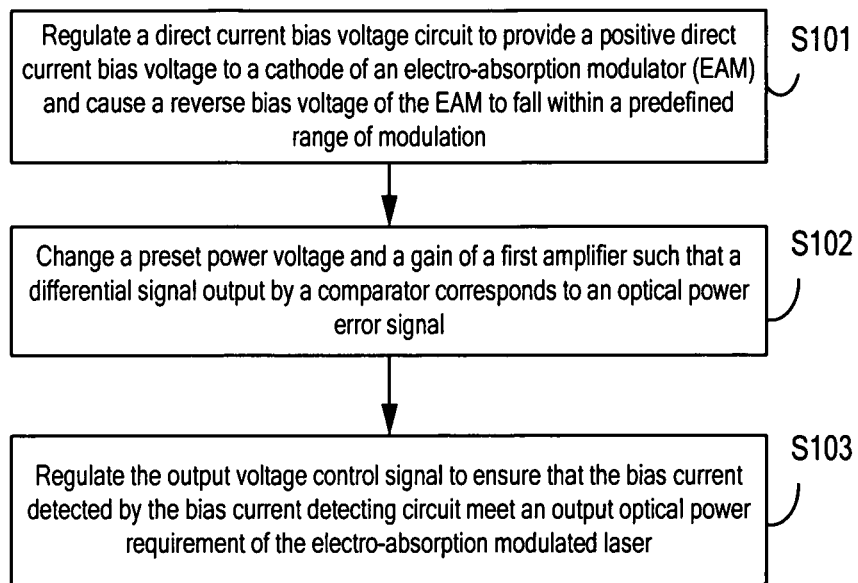 Regulate a direct current bias voltage circuit to provide a positive direct
current bias voltage to a cathode of an electro-absorption modulator (EAM)
and cause a reverse bias voltage of the EAM to fall within a predefined
range of modulation
S101
Change a preset power voltage and a gain of a first amplifier such that a
differential signal output by a comparator corresponds to an optical power
error signal
S102
Regulate the output voltage control signal to ensure that the bias current
detected by the bias current detecting circuit meet an output optical power
requirement of the electro-absorption modulated laser
S103